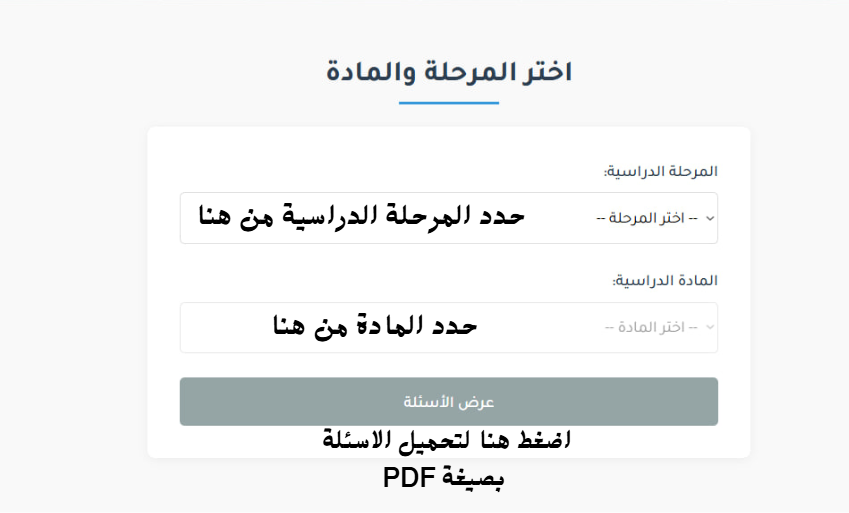 اختر المرحلة والمادة
المرحلة الدراسية:
-- اختر المرحلة --
حدد المرحلة الدراسية من هنا
المادة الدراسية:
-- اختر المادة --
حدد المادة من هنا
عرض الأسئلة
اضغط هنا لتحميل الاسئلة
بصيغة PDF